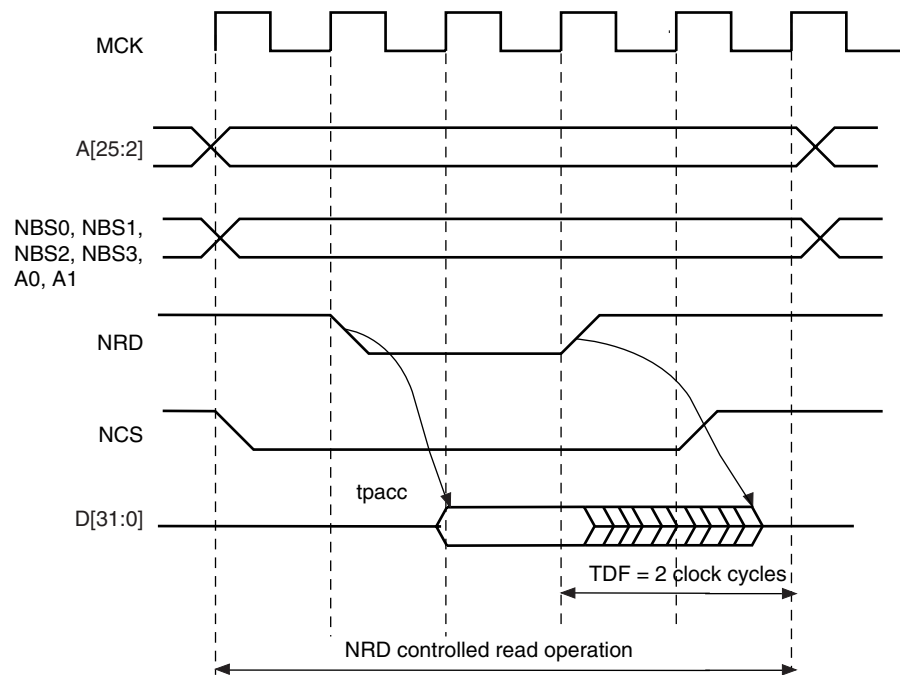 MCK
A[25:2]
NBS0, NBS1,
NBS2, NBS3,
A0, A1
NRD
NCS
tpacc
D[31:0]
TDF = 2 clock cycles
NRD controlled read operation